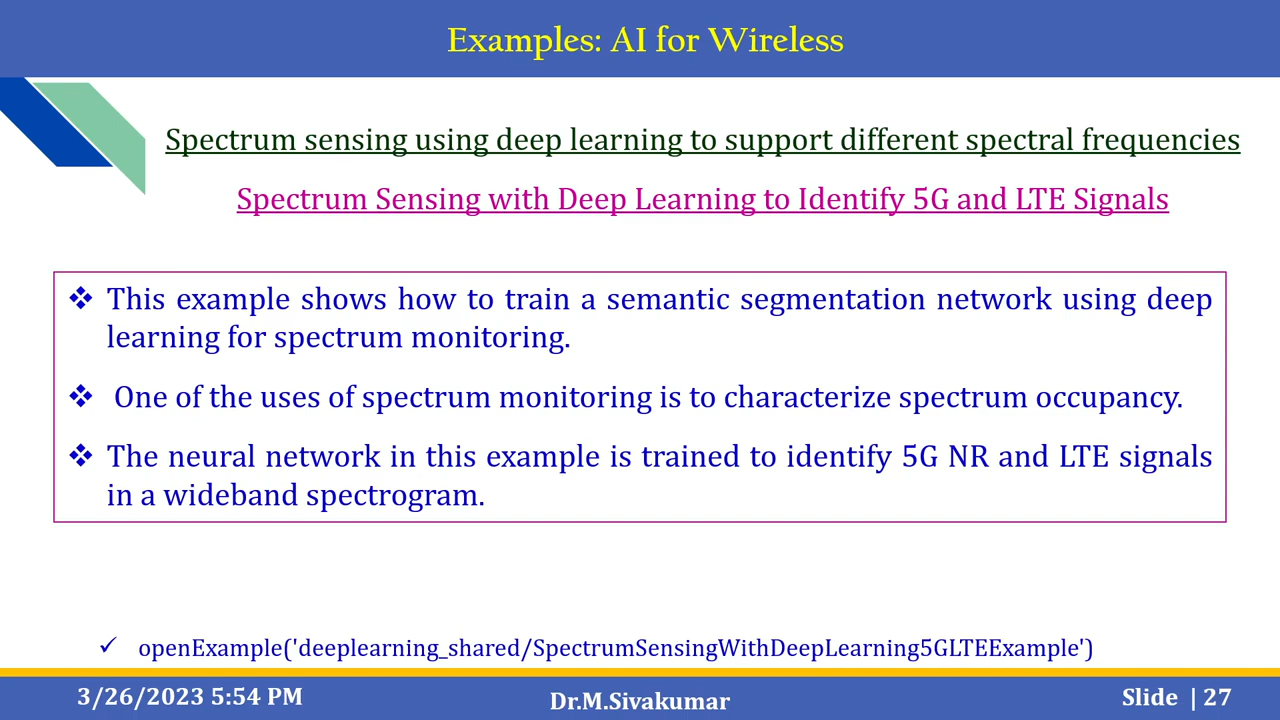 Examples: AI for Wireless
Spectrum sensing using deep learning to support different spectral frequencies
Spectrum Sensing with Deep Learning to Identify 5G and LTE Signals
❖ This example shows how to train a semantic segmentation network using deep
learning for spectrum monitoring.
❖ One of the uses of spectrum monitoring is to characterize spectrum occupancy.
❖ The neural network in this example is trained to identify 5G NR and LTE signals
in a wideband spectrogram.
✓ openExample('deeplearning_shared/SpectrumSensingWithDeepLearning5GLTEExample')
3/26/2023 5:54 PM
Dr.M.Sivakumar
Slide | 27